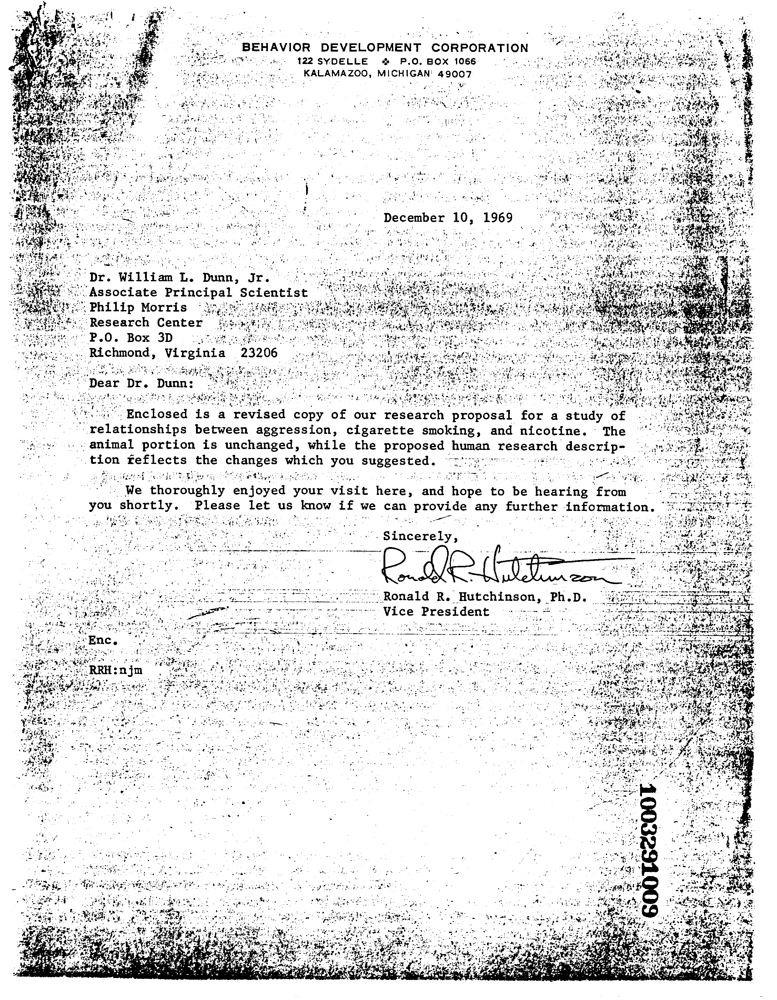 BEHAVIOR DEVELOPMENT CORPORATION
122 SYDELLE ❖ P.O. BOX 1066
KALAMAZOO, MICHIGAN 49007
December 10, 1969
Dr. William L. Dunn, Jr.
Associate Principal Scientist
Philip Morris
Research Center
P.O. Box 3D
Richmond, Virginia 23206
Dear Dr. Dunn:
Enclosed is a revised copy of our research proposal for a study of
relationships between aggression, cigarette smoking, and nicotine. The
animal portion is unchanged, while the proposed human research descrip-
tion reflects the changes which you suggested.
We thoroughly enjoyed your visit here, and hope to be hearing from
you shortly. Please let us know if we can provide any further information.
Sincerely,
Ronald R. Hutchinson
Ronald R. Hutchinson, Ph.D.
Vice President
Enc.
RRH:njm
1003291009